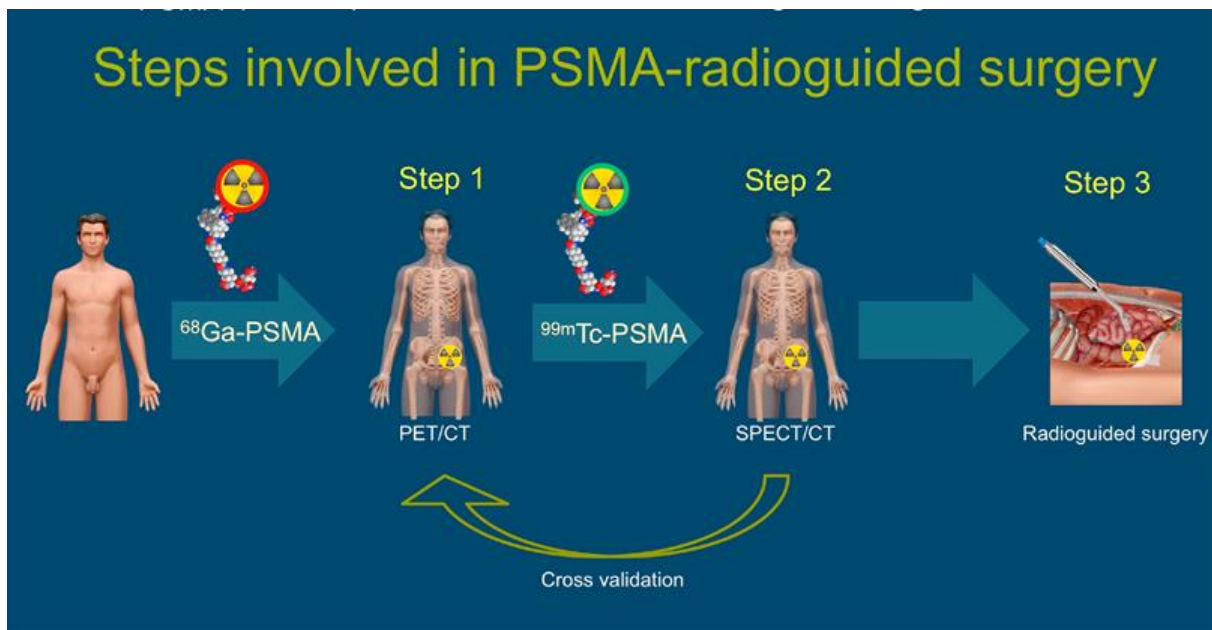 Steps involved in PSMA-radioguided surgery
Step 1
Step 2
Step 3
⁶⁸Ga-PSMA
⁹⁹ᵐTc-PSMA
PET/CT
SPECT/CT
Radioguided surgery
Cross validation